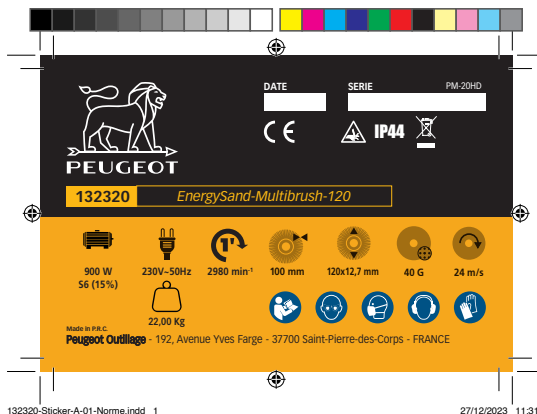 DATE SERIE PM-20HD
CE IP44
PEUGEOT
132320 EnergySand-Multibrush-120
1'
900 W 230V~50Hz 2980 min-1 100 mm 120x12,7 mm 40 G 24 m/s
S6 (15%)
22,00 Kg
Made in P.R.C.
Peugeot Outillage - 192, Avenue Yves Farge - 37700 Saint-Pierre-des-Corps - FRANCE
132320-Sticker-A-01-Norme.indd 1 27/12/2023 11:31